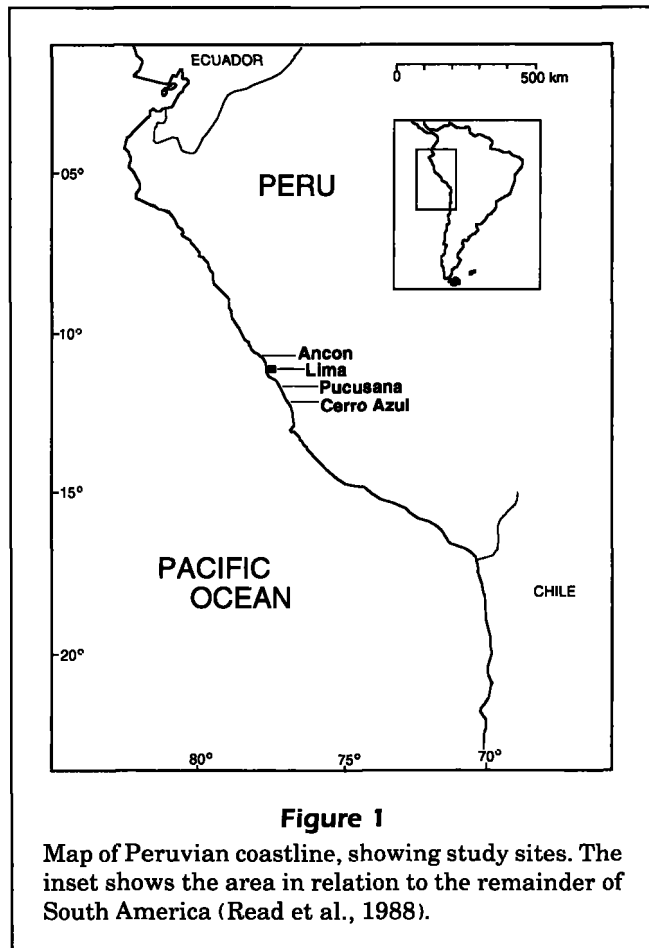 ECUADOR
0 500 km
05°
PERU
10°
Ancon
Lima
Pucusana
Cerro Azul
15°
PACIFIC
OCEAN
CHILE
20°
80° 75° 70°
Figure 1
Map of Peruvian coastline, showing study sites. The
inset shows the area in relation to the remainder of
South America (Read et al., 1988).